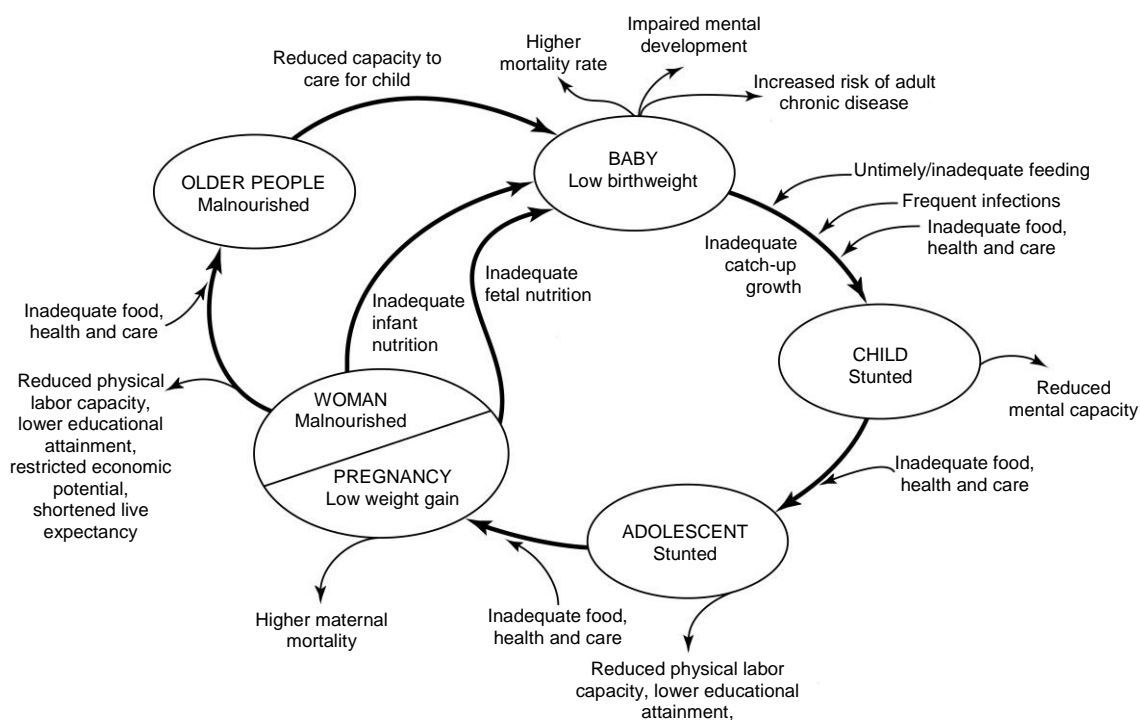 Impaired mental
development
Higher
mortality rate
Reduced capacity to
care for child
Increased risk of adult
chronic disease
BABY
Low birthweight
OLDER PEOPLE
Malnourished
Untimely/inadequate feeding
Frequent infections
Inadequate food,
health and care
Inadequate
catch-up
growth
Inadequate
fetal nutrition
Inadequate
infant
nutrition
Inadequate food,
health and care
CHILD
Stunted
Reduced
mental capacity
Reduced physical
labor capacity,
lower educational
attainment,
restricted economic
potential,
shortened live
expectancy
WOMAN
Malnourished
PREGNANCY
Low weight gain
Inadequate food,
health and care
ADOLESCENT
Stunted
Higher maternal
mortality
Inadequate food,
health and care
Reduced physical labor
capacity, lower educational
attainment,